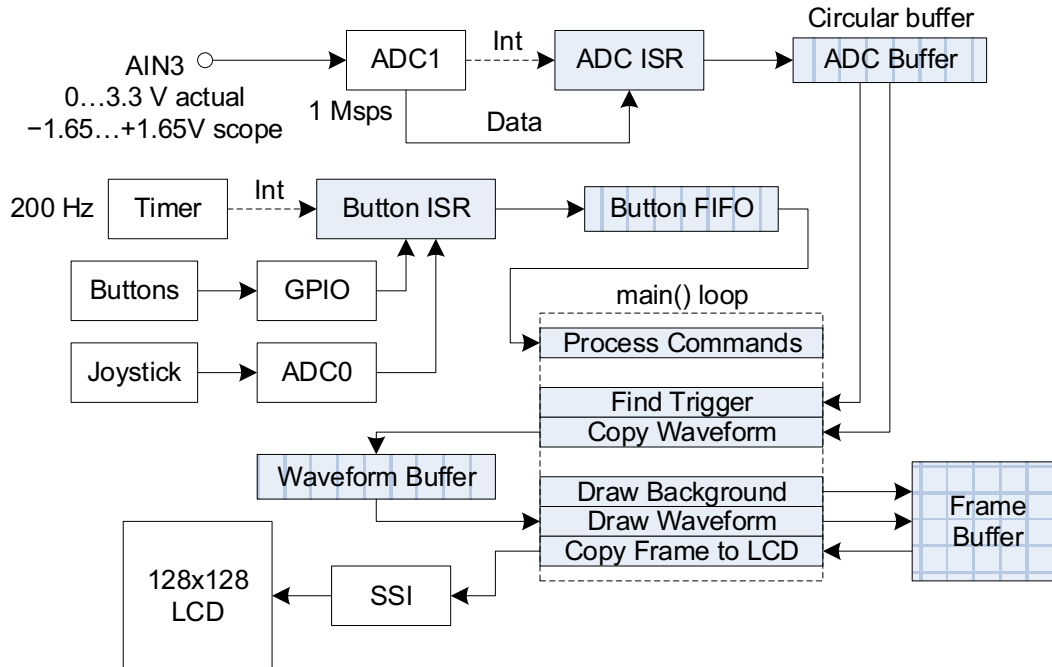 Circular buffer
AIN3
0…3.3 V actual
−1.65…+1.65V scope
ADC1
Int
ADC ISR
ADC Buffer
1 Msps
Data
200 Hz
Timer
Int
Button ISR
Button FIFO
Buttons
GPIO
main() loop
Process Commands
Joystick
ADC0
Find Trigger
Copy Waveform
Waveform Buffer
Draw Background
Draw Waveform
Copy Frame to LCD
Frame
Buffer
128x128
LCD
SSI